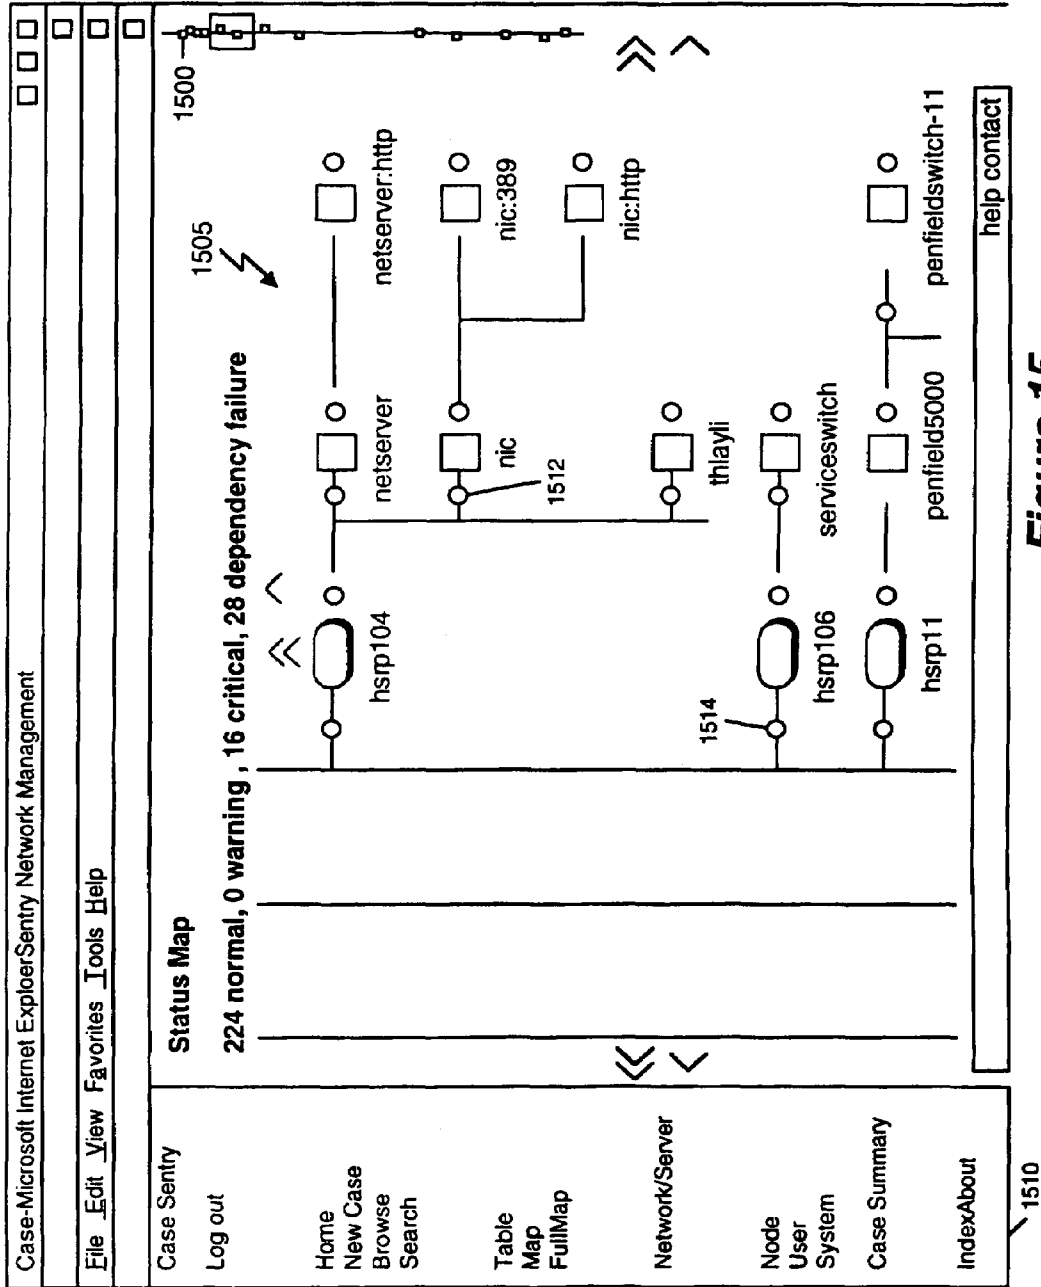 Case-Microsoft Internet ExploerSentry Network Management
File Edit View Favorites Tools Help
Case Sentry
Log out
Home
New Case
Browse
Search
Table
Map
FullMap
Network/Server
Node
User
System
Case Summary
IndexAbout
1510
Status Map
224 normal, 0 warning , 16 critical, 28 dependency failure
1500
1505
hsrp104
netserver
netserver:http
nic
nic:389
1512
nic:http
thlayli
1514
hsrp106
serviceswitch
hsrp11
penfield5000
penfieldswitch-11
help contact
Figure 15